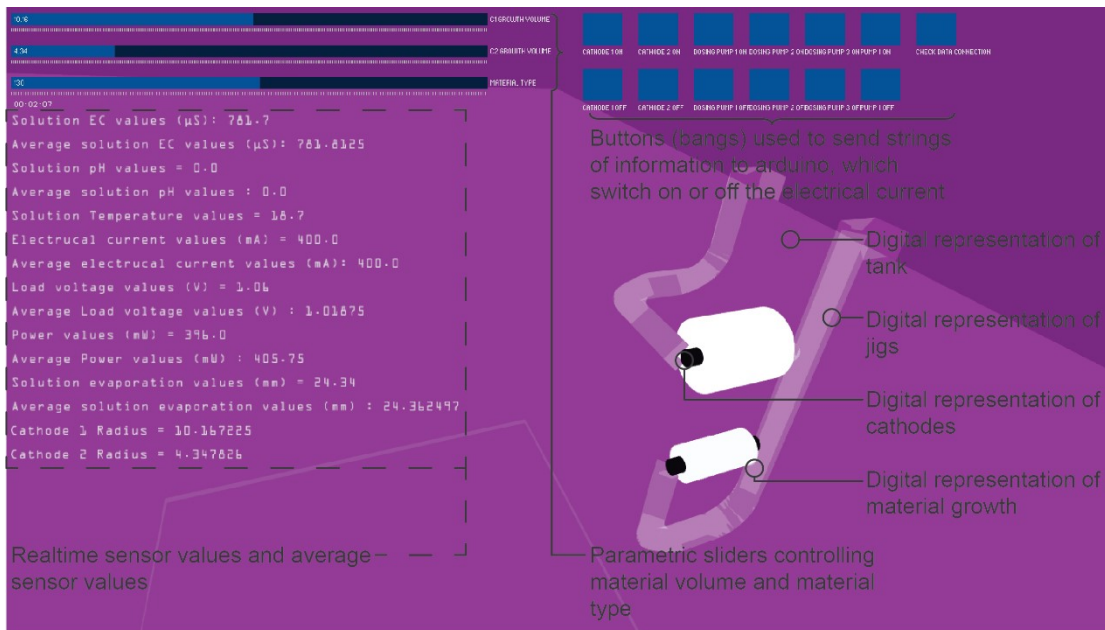 10.16
C1 GROWTH VOLUME
4.34
C2 GROWTH VOLUME
130
MATERIAL TYPE
00:02:07
Solution EC values (µS): 781.7
Average solution EC values (µS): 781.8125
Solution pH values = 0.0
Average solution pH values : 0.0
Solution Temperature values = 18.7
Electrucal current values (mA) = 400.0
Average electrucal current values (mA): 400.0
Load voltage values (V) = 1.06
Average Load voltage values (V) : 1.01875
Power values (mW) = 396.0
Average Power values (mW) : 405.75
Solution evaporation values (mm) = 24.34
Average solution evaporation values (mm) : 24.362497
Cathode 1 Radius = 10.167225
Cathode 2 Radius = 4.347826
Realtime sensor values and average
sensor values
CATHODE 1 ON CATHODE 2 ON DOSING PUMP 1 ON DOSING PUMP 2 ON DOSING PUMP 3 ON PUMP 1 ON CHECK DATA CONNECTION
CATHODE 1 OFF CATHODE 2 OFF DOSING PUMP 1 OFF DOSING PUMP 2 OFF DOSING PUMP 3 OFF PUMP 1 OFF
Buttons (bangs) used to send strings
of information to arduino, which
switch on or off the electrical current
Digital representation of
tank
Digital representation of
jigs
Digital representation of
cathodes
Digital representation of
material growth
Parametric sliders controlling
material volume and material
type